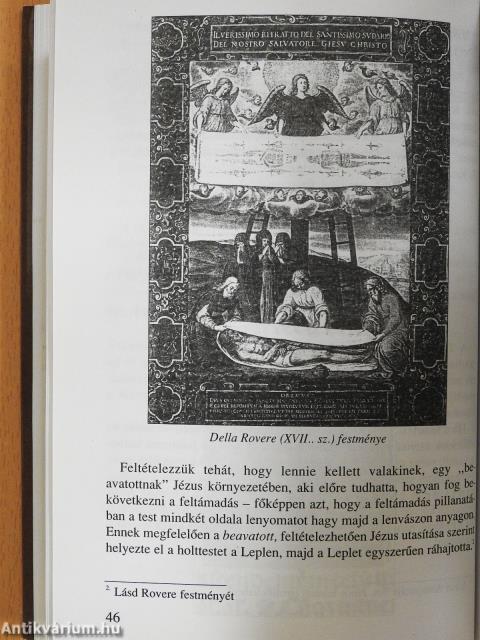 IL VERISSIMO RITRATTO DEL SANTISSIMO SUDARIO
DEL NOSTRO SALVATORE GIESU CHRISTO
Della Rovere (XVII.. sz.) festménye
Feltételezzük tehát, hogy lennie kellett valakinek, egy „be-
avatottnak” Jézus környezetében, aki előre tudhatta, hogyan fog be-
következni a feltámadás – főképpen azt, hogy a feltámadás pillanatá-
ban a test mindkét oldala lenyomatot hagy majd a lenvászon anyagon.
Ennek megfelelően a beavatott, feltételezhetően Jézus utasítása szerint
helyezte el a holttestet a Leplen, majd a Leplet egyszerűen ráhajtotta.2
2. Lásd Rovere festményét
46
Antikvárium.hu